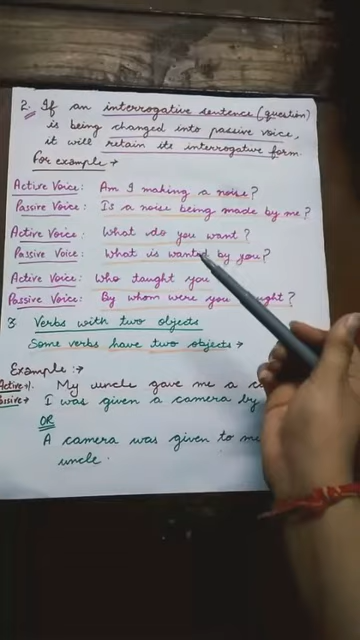 2. If an interrogative sentence (question)
is being changed into passive voice,
it will retain its interrogative form.
For example →
Active Voice: Am I making a noise?
Passive Voice: Is a noise being made by me?
Active Voice: What do you want?
Passive Voice: What is wanted by you?
Active Voice: Who taught you
Passive Voice: By whom were you taught?
3 Verbs with two objects
Some verbs have two objects →
Example :→
Active :- My uncle gave me a
Passive → I was given a camera by
OR
A camera was given to me
uncle.